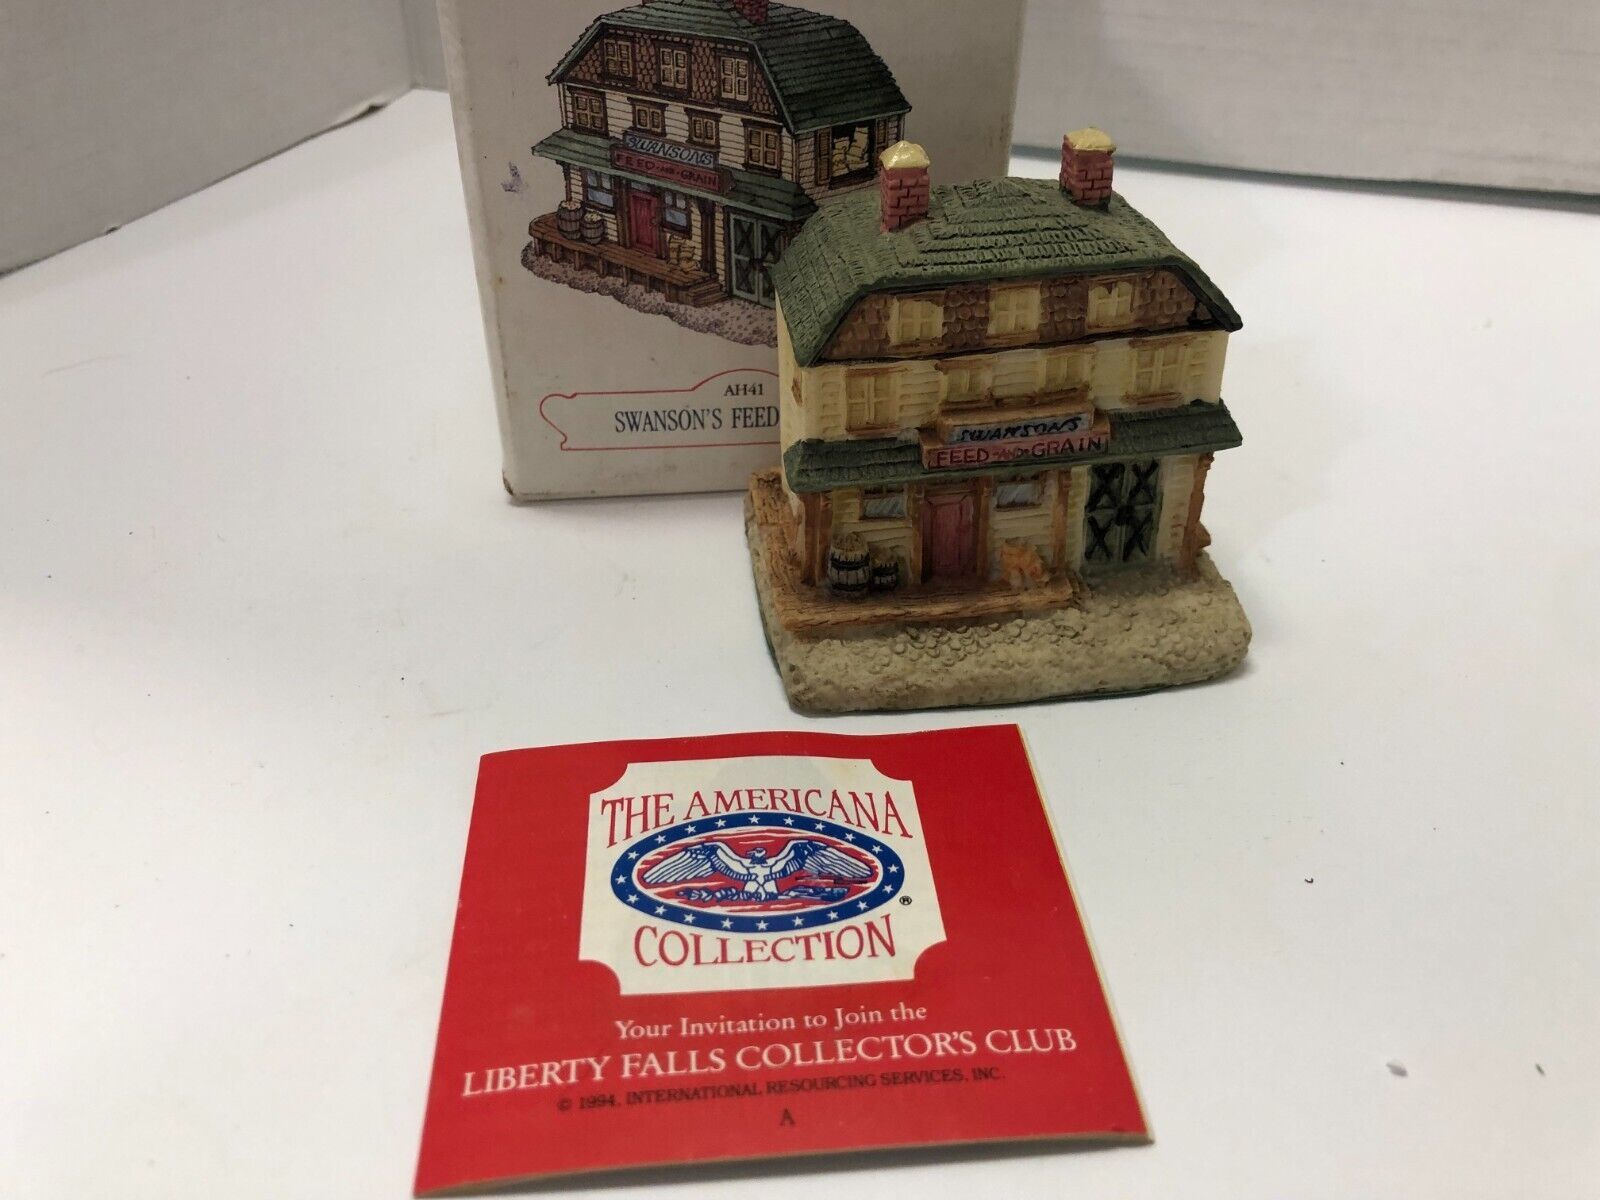 SWANSONS
FEED AND GRAIN
AH41
SWANSON'S FEED
SWANSONS
FEED AND GRAIN
THE AMERICANA
®
COLLECTION
Your Invitation to Join the
LIBERTY FALLS COLLECTOR'S CLUB
© 1994, INTERNATIONAL RESOURCING SERVICES, INC.
A